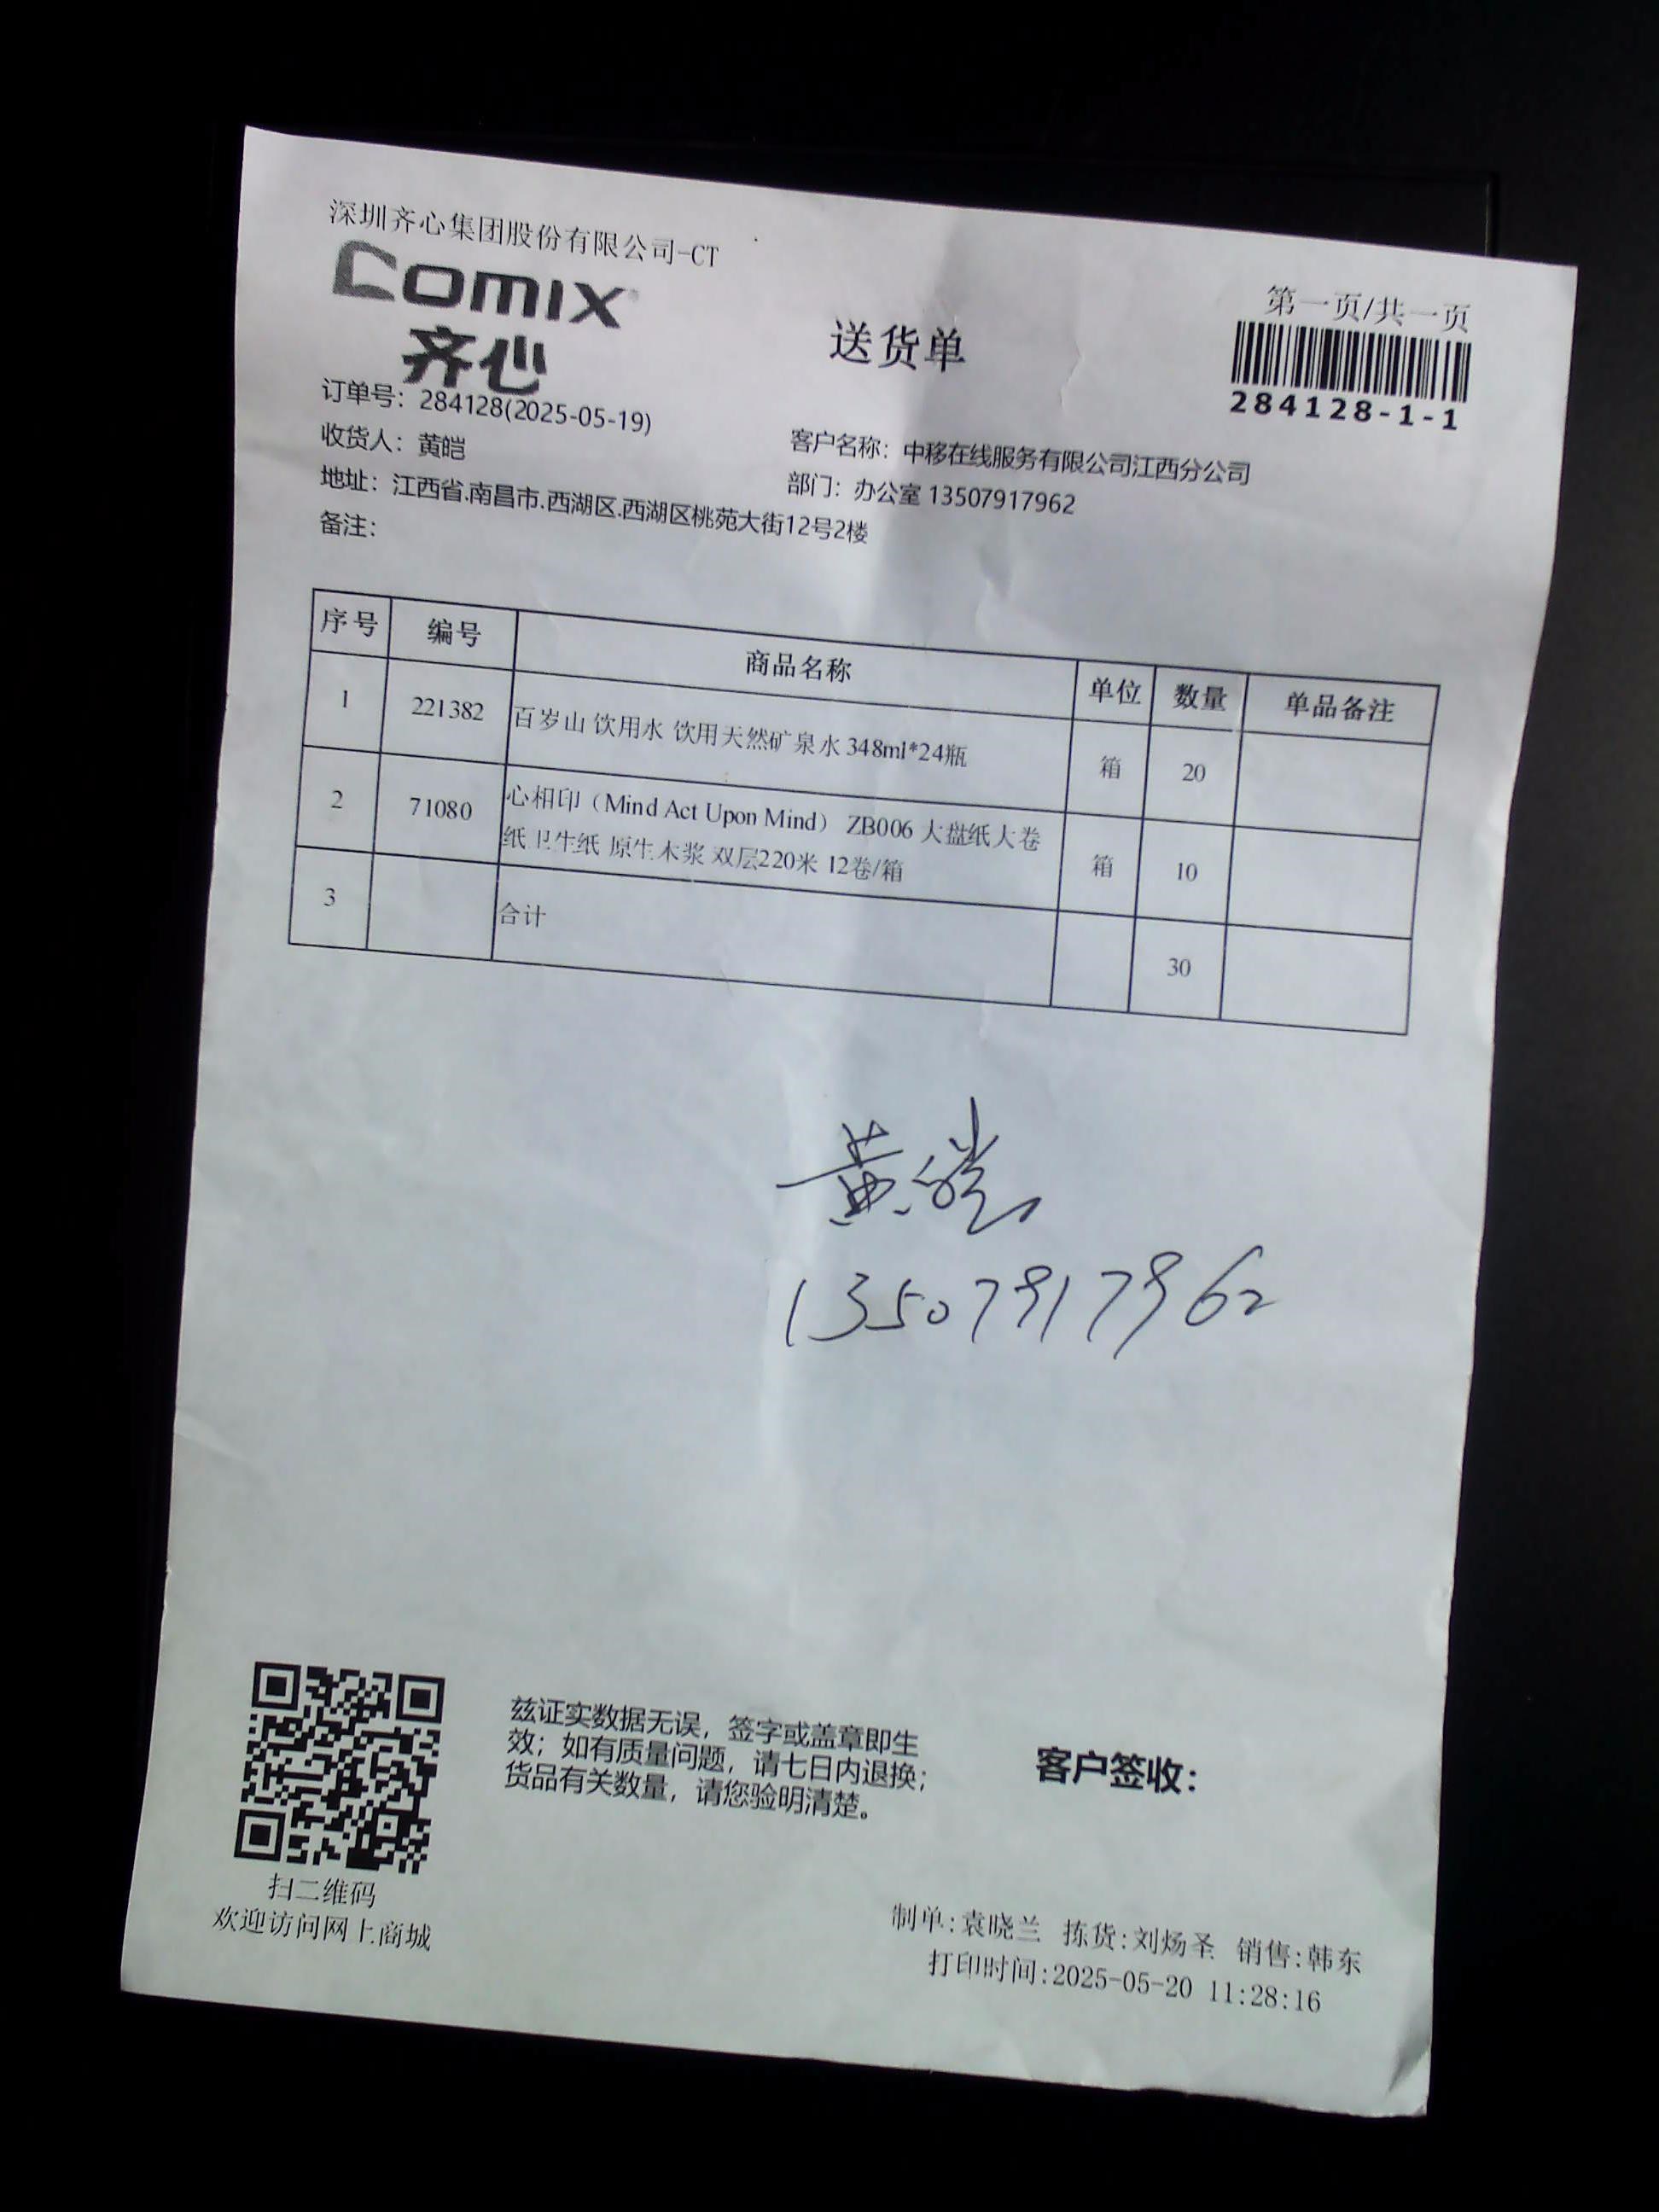 深圳齐心集团股份有限公司-CT
COMIX
齐心
送货单
第一页/共一页
284128-1-1
订单号：284128(2025-05-19)
收货人：黄皑
客户名称：中移在线服务有限公司江西分公司
地址：江西省.南昌市.西湖区.西湖区桃苑大街12号2楼
部门：办公室 13507917962
备注：
序号 编号 商品名称 单位 数量 单品备注
1 221382 百岁山 饮用水 饮用天然矿泉水 348ml*24瓶 箱 20
2 71080 心相印（Mind Act Upon Mind） ZB006 大盘纸大卷
纸卫生纸 原生木浆 双层220米 12卷/箱 箱 10
3 合计 30
黄皑
13507917962
兹证实数据无误，签字或盖章即生
效；如有质量问题，请七日内退换；
货品有关数量，请您验明清楚。
客户签收：
扫二维码
欢迎访问网上商城
制单:袁晓兰 拣货:刘炀圣 销售:韩东
打印时间:2025-05-20 11:28:16